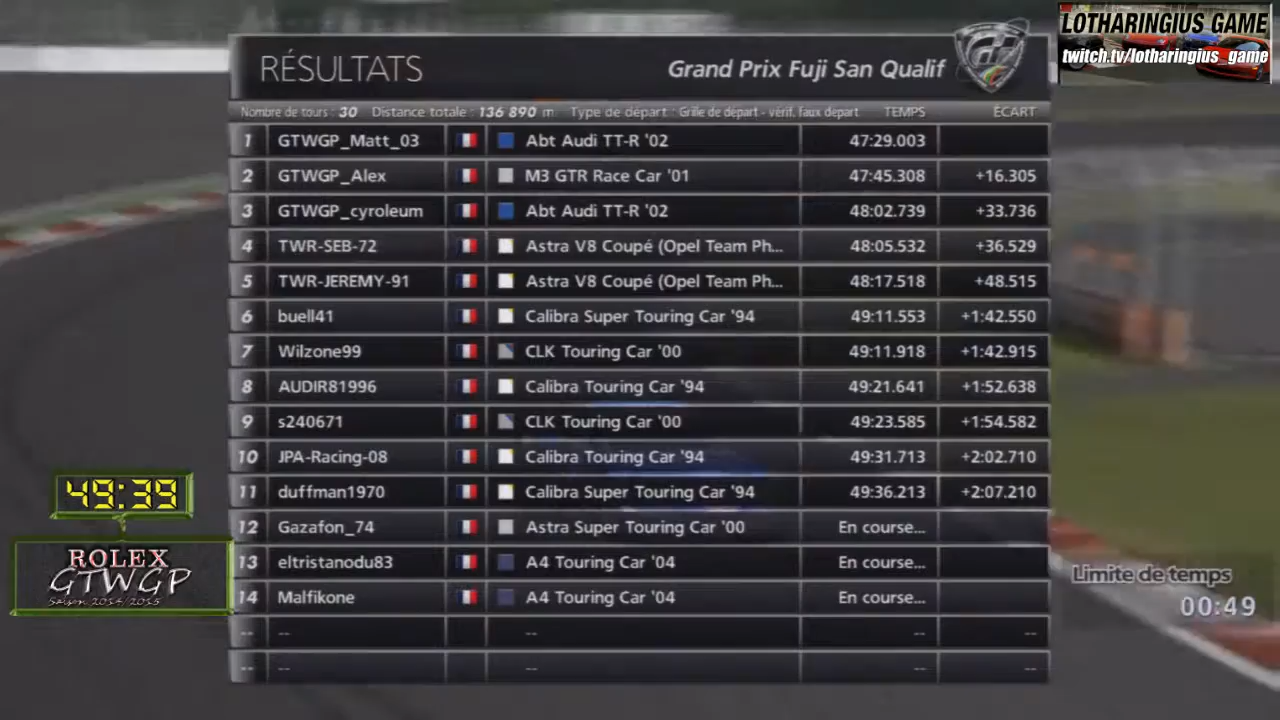 LOTHARINGIUS GAME
twitch.tv/lotharingius_game
RÉSULTATS
Grand Prix Fuji San Qualif
GT
Nombre de tours : 30 Distance totale : 136 890 m Type de départ : Grille de départ - vérif. faux départ TEMPS ÉCART
1 GTWGP_Matt_03 Abt Audi TT-R '02 47:29.003
2 GTWGP_Alex M3 GTR Race Car '01 47:45.308 +16.305
3 GTWGP_cyroleum Abt Audi TT-R '02 48:02.739 +33.736
4 TWR-SEB-72 Astra V8 Coupé (Opel Team Ph... 48:05.532 +36.529
5 TWR-JEREMY-91 Astra V8 Coupé (Opel Team Ph... 48:17.518 +48.515
6 buell41 Calibra Super Touring Car '94 49:11.553 +1:42.550
7 Wilzone99 CLK Touring Car '00 49:11.918 +1:42.915
8 AUDIR81996 Calibra Touring Car '94 49:21.641 +1:52.638
9 s240671 CLK Touring Car '00 49:23.585 +1:54.582
10 JPA-Racing-08 Calibra Touring Car '94 49:31.713 +2:02.710
11 duffman1970 Calibra Super Touring Car '94 49:36.213 +2:07.210
12 Gazafon_74 Astra Super Touring Car '00 En course...
13 eltristanodu83 A4 Touring Car '04 En course...
14 Malfikone A4 Touring Car '04 En course...
-- -- -- -- --
-- -- -- -- --
49:39
ROLEX
GTWGP
Saison 2014/2015
Limite de temps
00:49